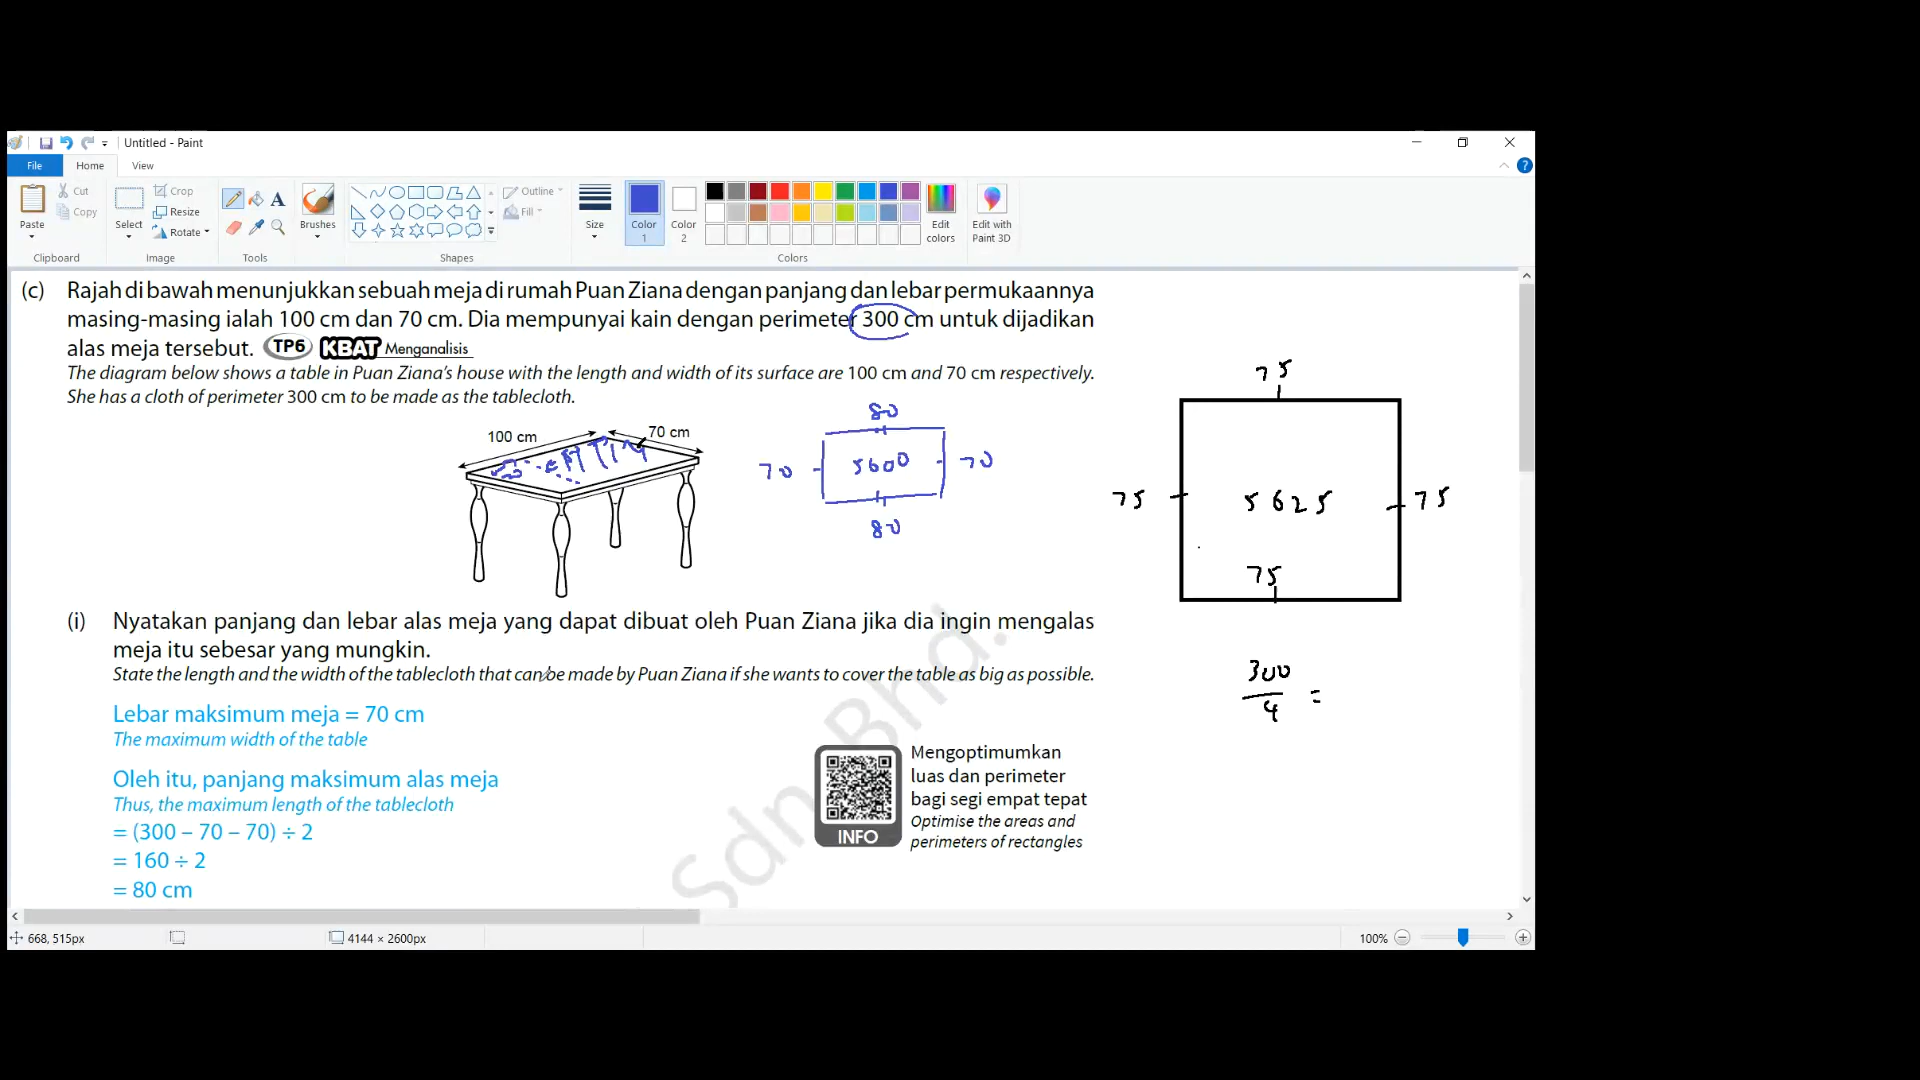 Untitled - Paint
File Home View
Paste
Cut
Copy
Clipboard
Select
Crop
Resize
Rotate
Image
A
Tools
Brushes
Outline
Fill
Shapes
Size
Color 1
Color 2
Edit colors
Edit with Paint 3D
Colors
(c) Rajah di bawah menunjukkan sebuah meja di rumah Puan Ziana dengan panjang dan lebar permukaannya
masing-masing ialah 100 cm dan 70 cm. Dia mempunyai kain dengan perimeter 300 cm untuk dijadikan
alas meja tersebut. TP6 KBAT Menganalisis
The diagram below shows a table in Puan Ziana's house with the length and width of its surface are 100 cm and 70 cm respectively.
She has a cloth of perimeter 300 cm to be made as the tablecloth.
100 cm
70 cm
80
70 5600 70
80
75
75 5625 75
75
(i) Nyatakan panjang dan lebar alas meja yang dapat dibuat oleh Puan Ziana jika dia ingin mengalas
meja itu sebesar yang mungkin.
State the length and the width of the tablecloth that can be made by Puan Ziana if she wants to cover the table as big as possible.
300
4 =
Lebar maksimum meja = 70 cm
The maximum width of the table
Oleh itu, panjang maksimum alas meja
Thus, the maximum length of the tablecloth
= (300 – 70 – 70) ÷ 2
= 160 ÷ 2
= 80 cm
INFO
Mengoptimumkan
luas dan perimeter
bagi segi empat tepat
Optimise the areas and
perimeters of rectangles
Sdn Bhd.
668, 515px
4144 × 2600px
100%